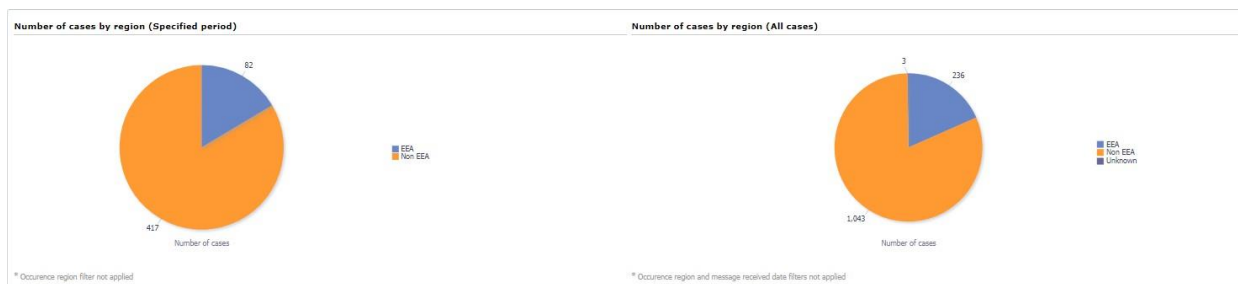 Number of cases by region (Specified period)
82
EEA
Non EEA
417
Number of cases
* Occurence region filter not applied
Number of cases by region (All cases)
3
236
EEA
Non EEA
Unknown
1,043
Number of cases
* Occurence region and message received date filters not applied